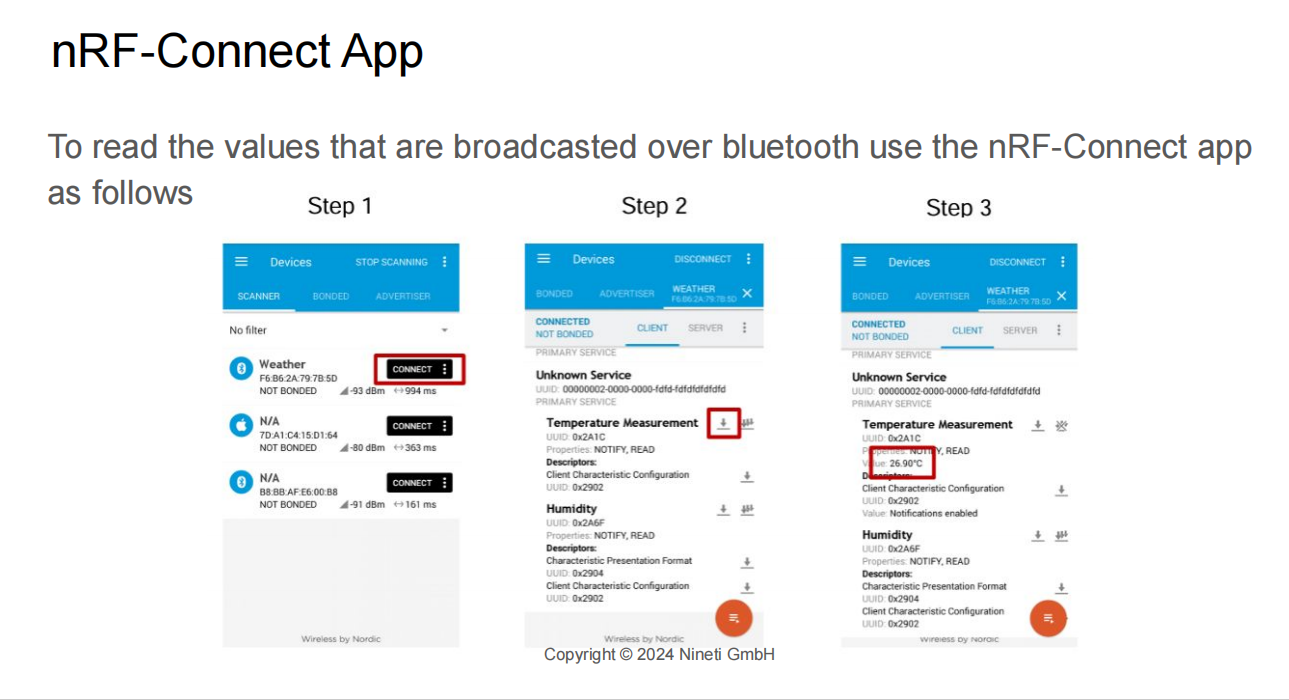 nRF-Connect App
To read the values that are broadcasted over bluetooth use the nRF-Connect app
as follows
Step 1
Devices STOP SCANNING
SCANNER BONDED ADVERTISER
No filter
Weather
F6:B6:2A:79:7B:5D
CONNECT
NOT BONDED -93 dBm 994 ms
N/A
7D:A1:C4:15:D1:64
CONNECT
NOT BONDED -80 dBm 363 ms
N/A
B8:BB:AF:E6:00:B8
CONNECT
NOT BONDED -91 dBm 161 ms
Wireless by Nordic
Step 2
Devices DISCONNECT
BONDED ADVERTISER WEATHER
F6:B6:2A:79:7B:5D
CONNECTED
NOT BONDED
CLIENT SERVER
PRIMARY SERVICE
Unknown Service
UUID: 00000002-0000-0000-fdfd-fdfdfdfdfdfd
PRIMARY SERVICE
Temperature Measurement
UUID: 0x2A1C
Properties: NOTIFY, READ
Descriptors:
Client Characteristic Configuration
UUID: 0x2902
Humidity
UUID: 0x2A6F
Properties: NOTIFY, READ
Descriptors:
Characteristic Presentation Format
UUID: 0x2904
Client Characteristic Configuration
UUID: 0x2902
Wireless by Nordic
Step 3
Devices DISCONNECT
BONDED ADVERTISER WEATHER
F6:B6:2A:79:7B:5D
CONNECTED
NOT BONDED
CLIENT SERVER
PRIMARY SERVICE
Unknown Service
UUID: 00000002-0000-0000-fdfd-fdfdfdfdfdfd
PRIMARY SERVICE
Temperature Measurement
UUID: 0x2A1C
Properties: NOTIFY, READ
Value: 26.90°C
Descriptors:
Client Characteristic Configuration
UUID: 0x2902
Value: Notifications enabled
Humidity
UUID: 0x2A6F
Properties: NOTIFY, READ
Descriptors:
Characteristic Presentation Format
UUID: 0x2904
Client Characteristic Configuration
UUID: 0x2902
Wireless by Nordic
Copyright © 2024 Nineti GmbH